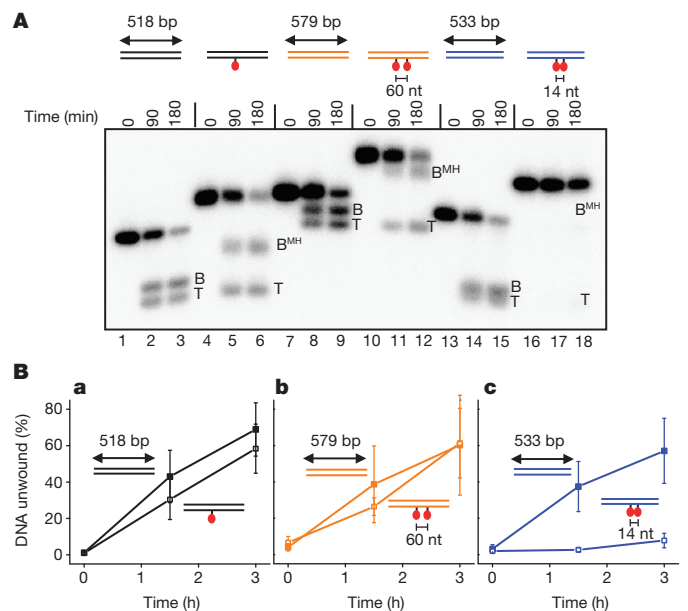 A
518 bp 579 bp 533 bp
60 nt 14 nt
Time (min) 0 90 180 0 90 180 0 90 180 0 90 180 0 90 180 0 90 180
B^MH
B^MH
B
T
B^MH
T
B
T
T
B
T
B^MH
T
1 2 3 4 5 6 7 8 9 10 11 12 13 14 15 16 17 18
B
a b c
80
60
40
20
0
DNA unwound (%)
518 bp 579 bp 533 bp
60 nt 14 nt
0 1 2 3 0 1 2 3 0 1 2 3
Time (h) Time (h) Time (h)